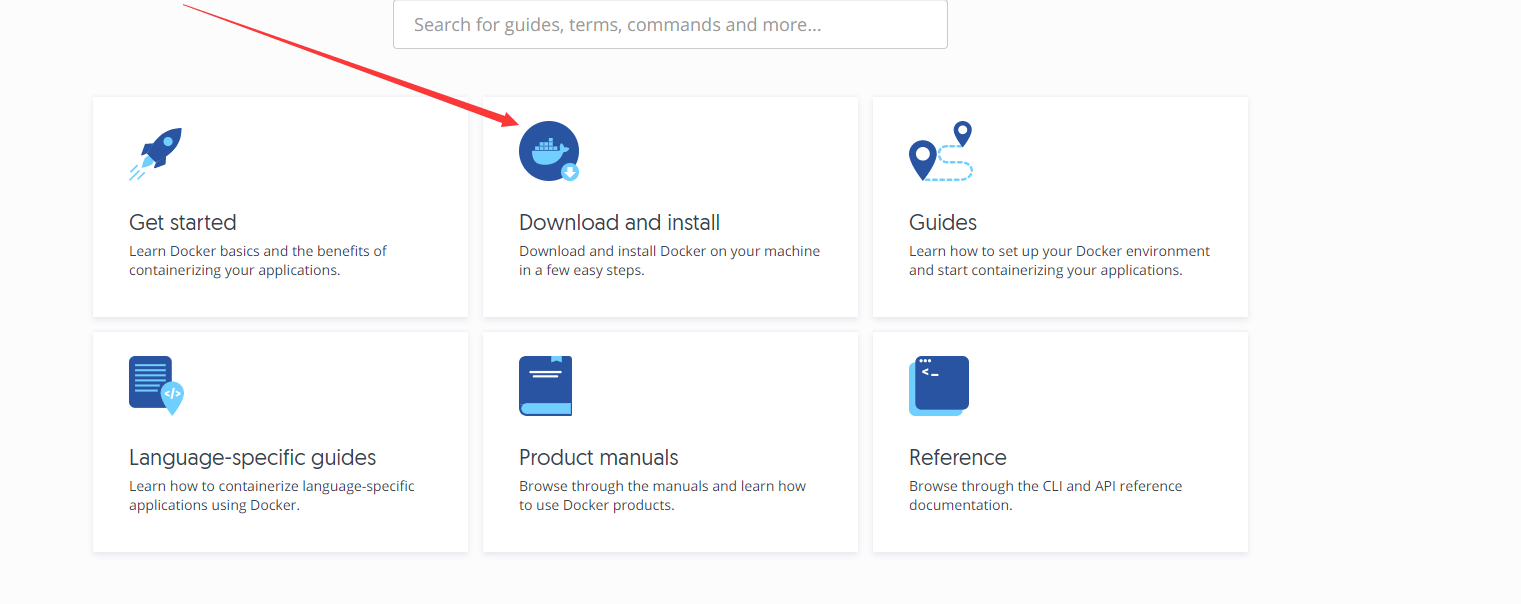 Search for guides, terms, commands and more...
Get started
Learn Docker basics and the benefits of
containerizing your applications.
Download and install
Download and install Docker on your machine
in a few easy steps.
Guides
Learn how to set up your Docker environment
and start containerizing your applications.
Language-specific guides
Learn how to containerize language-specific
applications using Docker.
Product manuals
Browse through the manuals and learn how
to use Docker products.
Reference
Browse through the CLI and API reference
documentation.